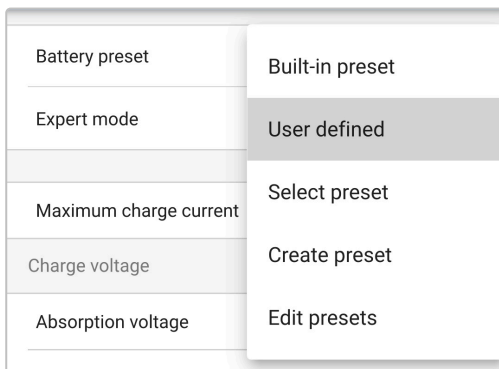 Battery preset
Expert mode
Maximum charge current
Charge voltage
Absorption voltage
Built-in preset
User defined
Select preset
Create preset
Edit presets